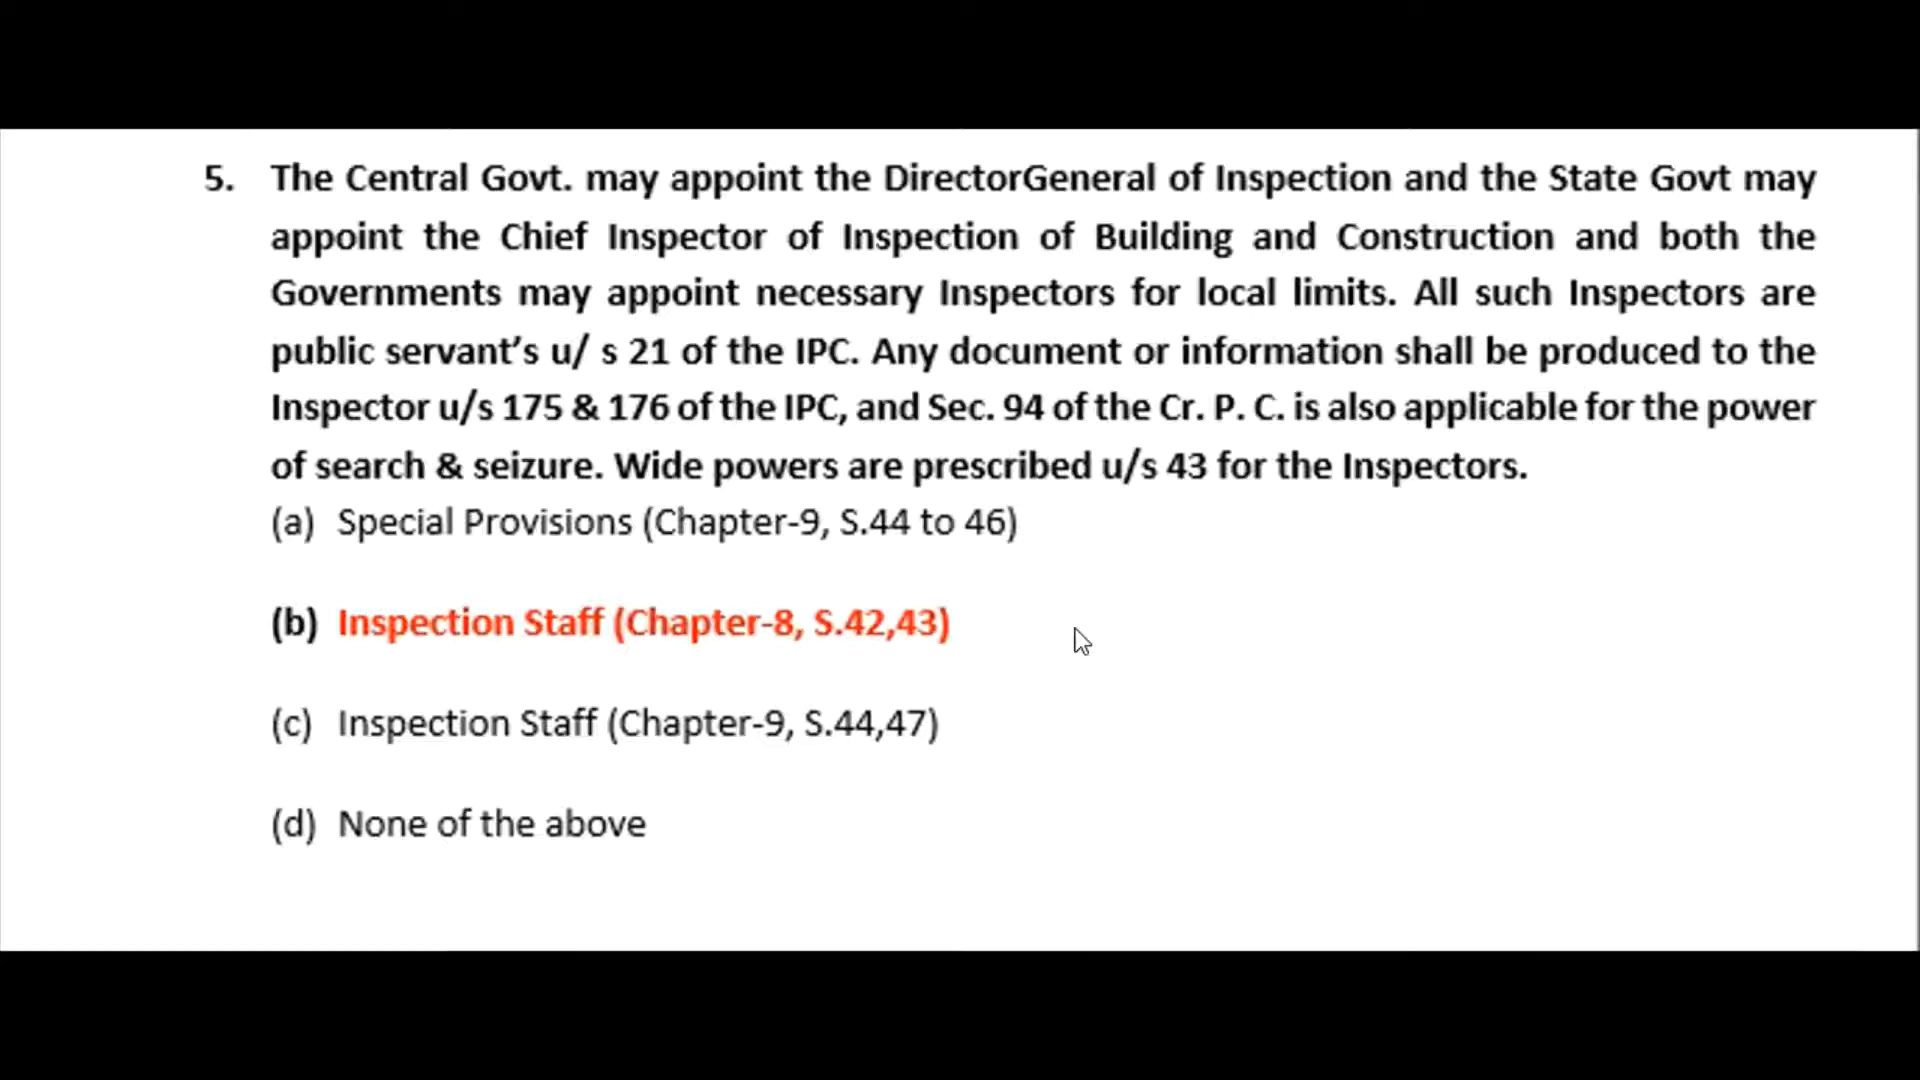 5. The Central Govt. may appoint the DirectorGeneral of Inspection and the State Govt may
appoint the Chief Inspector of Inspection of Building and Construction and both the
Governments may appoint necessary Inspectors for local limits. All such Inspectors are
public servant’s u/ s 21 of the IPC. Any document or information shall be produced to the
Inspector u/s 175 & 176 of the IPC, and Sec. 94 of the Cr. P. C. is also applicable for the power
of search & seizure. Wide powers are prescribed u/s 43 for the Inspectors.
(a) Special Provisions (Chapter-9, S.44 to 46)
(b) Inspection Staff (Chapter-8, S.42,43)
(c) Inspection Staff (Chapter-9, S.44,47)
(d) None of the above